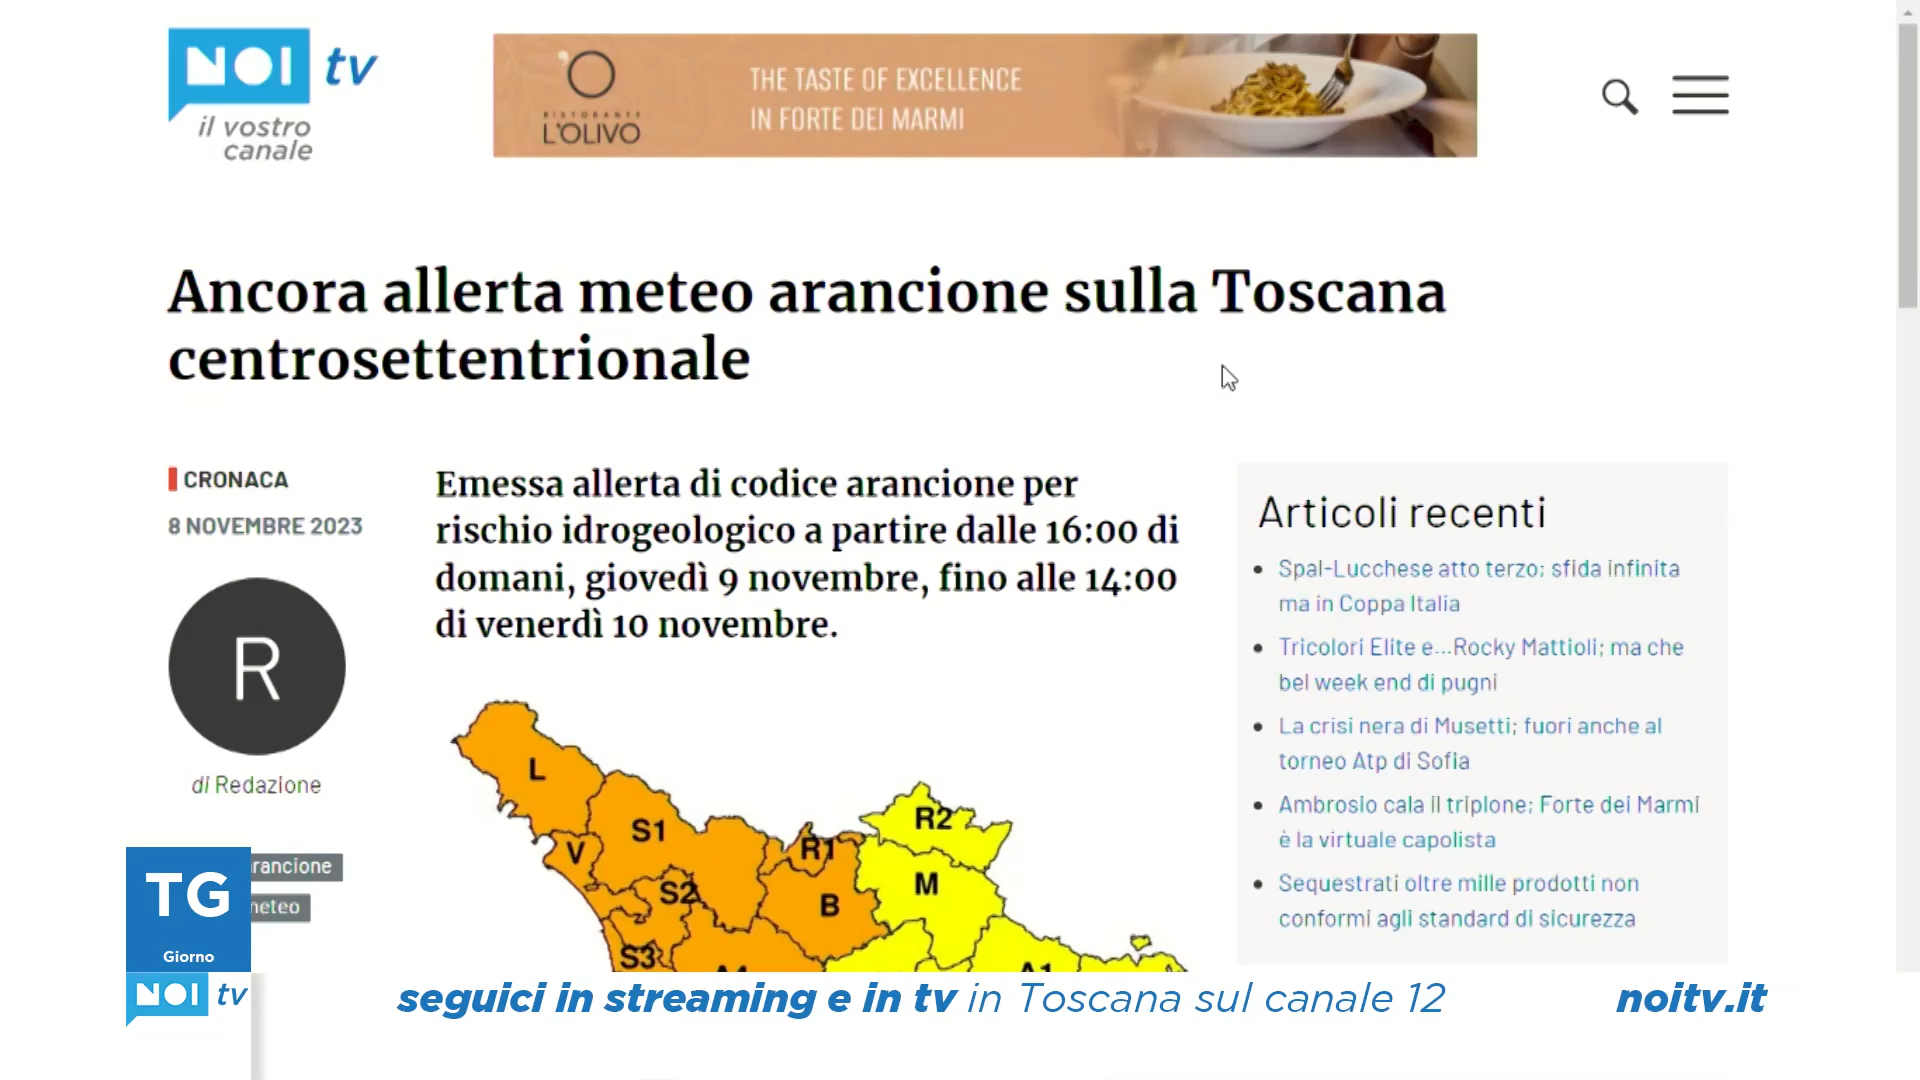 NOI tv
il vostro
canale
RISTORANTE
L'OLIVO
THE TASTE OF EXCELLENCE
IN FORTE DEI MARMI
Ancora allerta meteo arancione sulla Toscana
centrosettentrionale
CRONACA
8 NOVEMBRE 2023
R
di Redazione
Emessa allerta di codice arancione per
rischio idrogeologico a partire dalle 16:00 di
domani, giovedì 9 novembre, fino alle 14:00
di venerdì 10 novembre.
L
S1
V
S2
R1
B
R2
M
S3
A4
A1
Articoli recenti
Spal-Lucchese atto terzo; sfida infinita
ma in Coppa Italia
Tricolori Elite e...Rocky Mattioli; ma che
bel week end di pugni
La crisi nera di Musetti; fuori anche al
torneo Atp di Sofia
Ambrosio cala il triplone; Forte dei Marmi
è la virtuale capolista
Sequestrati oltre mille prodotti non
conformi agli standard di sicurezza
rancione
meteo
TG
Giorno
NOI tv
seguici in streaming e in tv in Toscana sul canale 12
noitv.it